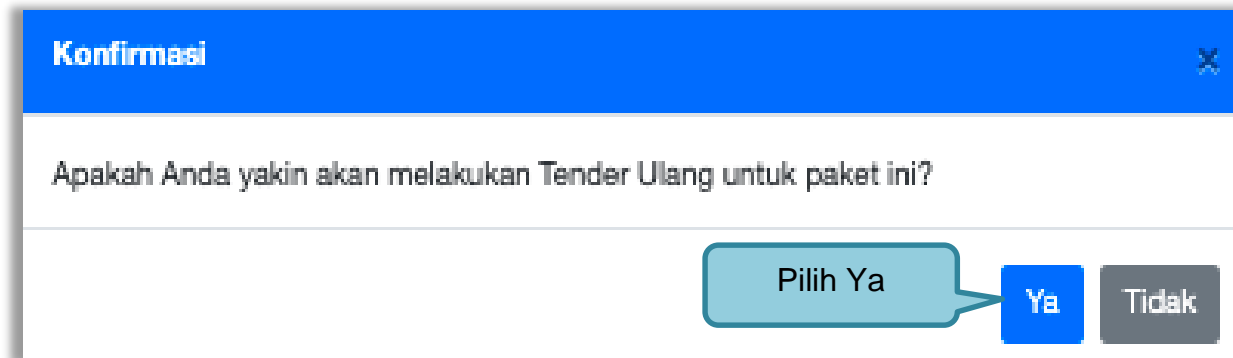 Konfirmasi
×
Apakah Anda yakin akan melakukan Tender Ulang untuk paket ini?
Pilih Ya
Ya
Tidak